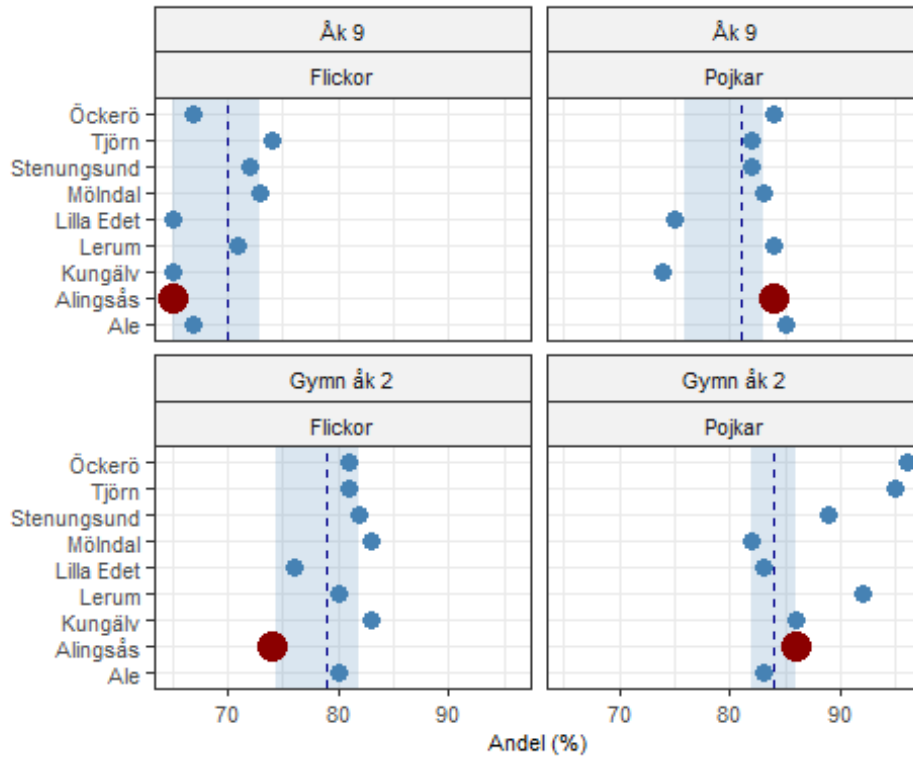 Åk 9
Åk 9
Flickor
Pojkar
Öckerö
Tjörn
Stenungsund
Mölndal
Lilla Edet
Lerum
Kungälv
Alingsås
Ale
Gymn åk 2
Gymn åk 2
Flickor
Pojkar
Öckerö
Tjörn
Stenungsund
Mölndal
Lilla Edet
Lerum
Kungälv
Alingsås
Ale
70 80 90 70 80 90
Andel (%)